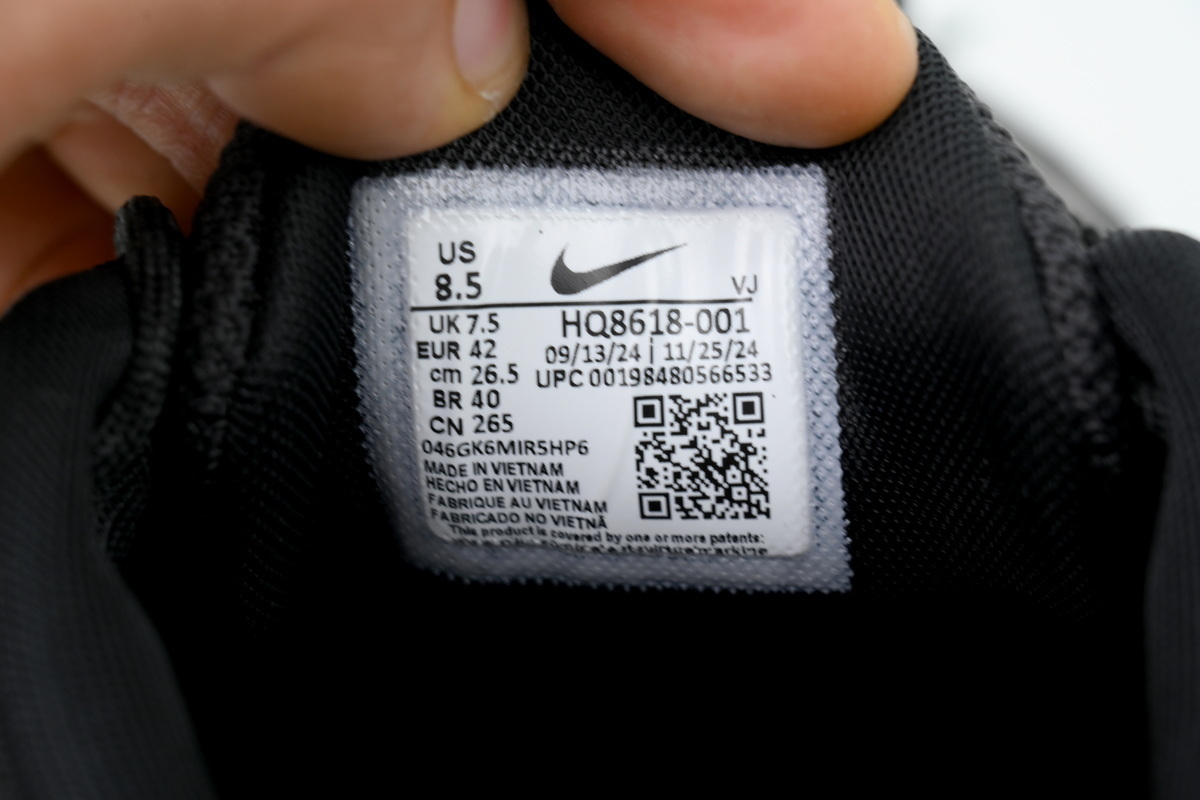 US
8.5
VJ
UK 7.5
EUR 42
cm 26.5
BR 40
CN 265
HQ8618-001
09/13/24 | 11/25/24
UPC 00198480566533
046GK6MIR5HP6
MADE IN VIETNAM
HECHO EN VIETNAM
FABRIQUE AU VIETNAM
FABRICADO NO VIETNÃ
This product is covered by one or more patents: